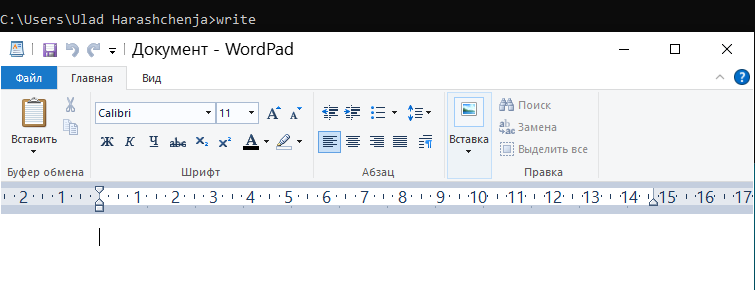 C:\Users\Ulad Harashchenja>write
Документ - WordPad
Файл Главная Вид ?
Вставить
Буфер обмена
Calibri 11 A A
Ж К Ч abc X₂ X² A
Шрифт
Абзац
Вставка
Поиск
Замена
Выделить все
Правка
2 1 1 2 3 4 5 6 7 8 9 10 11 12 13 14 15 16 17